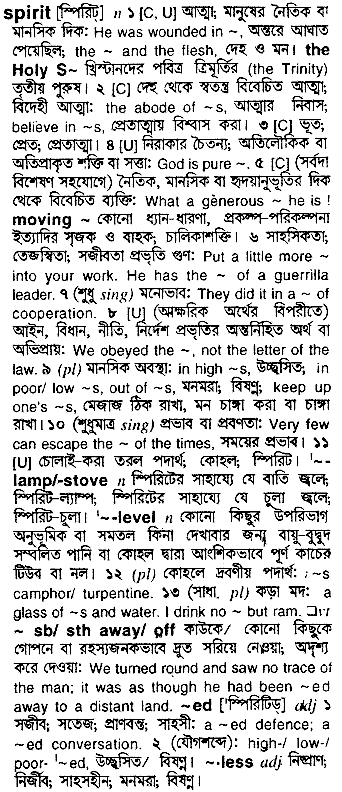 spirit [স্পিরিট্] n ১ [C, U] আত্মা; মানুষের নৈতিক বা
মানসিক দিক: He was wounded in ~, অন্তরে আঘাত
পেয়েছিল; the ~ and the flesh, দেহ ও মন। the
Holy S~ খ্রিস্টানদের পবিত্র ত্রিমূর্তির (the Trinity)
তৃতীয় পুরুষ। ২ [C] দেহ থেকে স্বতন্ত্র বিবেচিত আত্মা;
বিদেহী আত্মা: the abode of ~s, আত্মার নিবাস;
believe in ~s, প্রেতাত্মায় বিশ্বাস করা। ৩ [C] ভূত;
প্রেত; প্রেতাত্মা। ৪ [U] নিরাকার চৈতন্য; অতিলৌকিক বা
অতিপ্রাকৃত শক্তি বা সত্তা: God is pure ~. ৫ [C] (সর্বদা
বিশেষণ সহযোগে) নৈতিক, মানসিক বা হৃদয়ানুভূতির দিক
থেকে বিবেচিত ব্যক্তি: What a generous ~ he is !
moving ~ কোনো ধ্যান-ধারণা, প্রকল্প-পরিকল্পনা
ইত্যাদির সৃজক ও বাহক; চালিকাশক্তি। ৬ সাহসিকতা;
তেজস্বিতা; সজীবতা প্রভৃতি গুণ: Put a little more ~
into your work. He has the ~ of a guerrilla
leader. ৭ (শুধু sing) মনোভাব: They did it in a ~ of
cooperation. ৮ [U] (আক্ষরিক অর্থের বিপরীতে)
আইন, বিধান, নীতি, নির্দেশ প্রভৃতির অন্তর্নিহিত অর্থ বা
অভিপ্রায়: We obeyed the ~, not the letter of the
law. ৯ (pl) মানসিক অবস্থা: in high ~s, উচ্ছ্বসিত; in
poor/ low ~s, out of ~s, মনমরা; বিষণ্ণ; keep up
one's ~s, মেজাজ ঠিক রাখা, মন চাঙ্গা করা বা চাঙ্গা
রাখা। ১০ (শুধুমাত্র sing) প্রভাব বা প্রবণতা: Very few
can escape the ~ of the times, সময়ের প্রভাব। ১১
[U] চোলাই-করা তরল পদার্থ; কোহল; স্পিরিট। '~-
lamp/-stove n স্পিরিটের সাহায্যে যে বাতি জ্বলে;
স্পিরিট-ল্যাম্প; স্পিরিটের সাহায্যে যে চুলা জ্বলে;
স্পিরিট-চুলা। '~-level n কোনো কিছুর উপরিভাগ
অনুভূমিক বা সমতল কিনা দেখাবার জন্য বায়ু-বুদ্বুদ
সম্বলিত পানি বা কোহল দ্বারা আংশিকভাবে পূর্ণ কাচের
টিউব বা নল। ১২ (pl) কোহলে দ্রবণীয় পদার্থ: ~s
camphor/ turpentine. ১৩ (সাধা. pl) কড়া মদ: a
glass of ~s and water. I drink no ~ but ram. □vt
~ sb/ sth away/ off কাউকে/ কোনো কিছুকে
গোপনে বা রহস্যজনকভাবে দ্রুত সরিয়ে নেওয়া; অদৃশ্য
করে দেওয়া: We turned round and saw no trace of
the man; it was as though he had been ~ed
away to a distant land. ~ed ['স্পিরিটিড্] adj ১
সজীব; সতেজ; প্রাণবন্ত; সাহসী: a ~ed defence; a
~ed conversation. ২ (যৌগশব্দে): high-/ low-/
poor- '~ed, উচ্ছ্বসিত/ বিষণ্ণ। ~·less adj নিষ্প্রাণ;
নির্জীব; সাহসহীন; মনমরা; বিষণ্ণ।